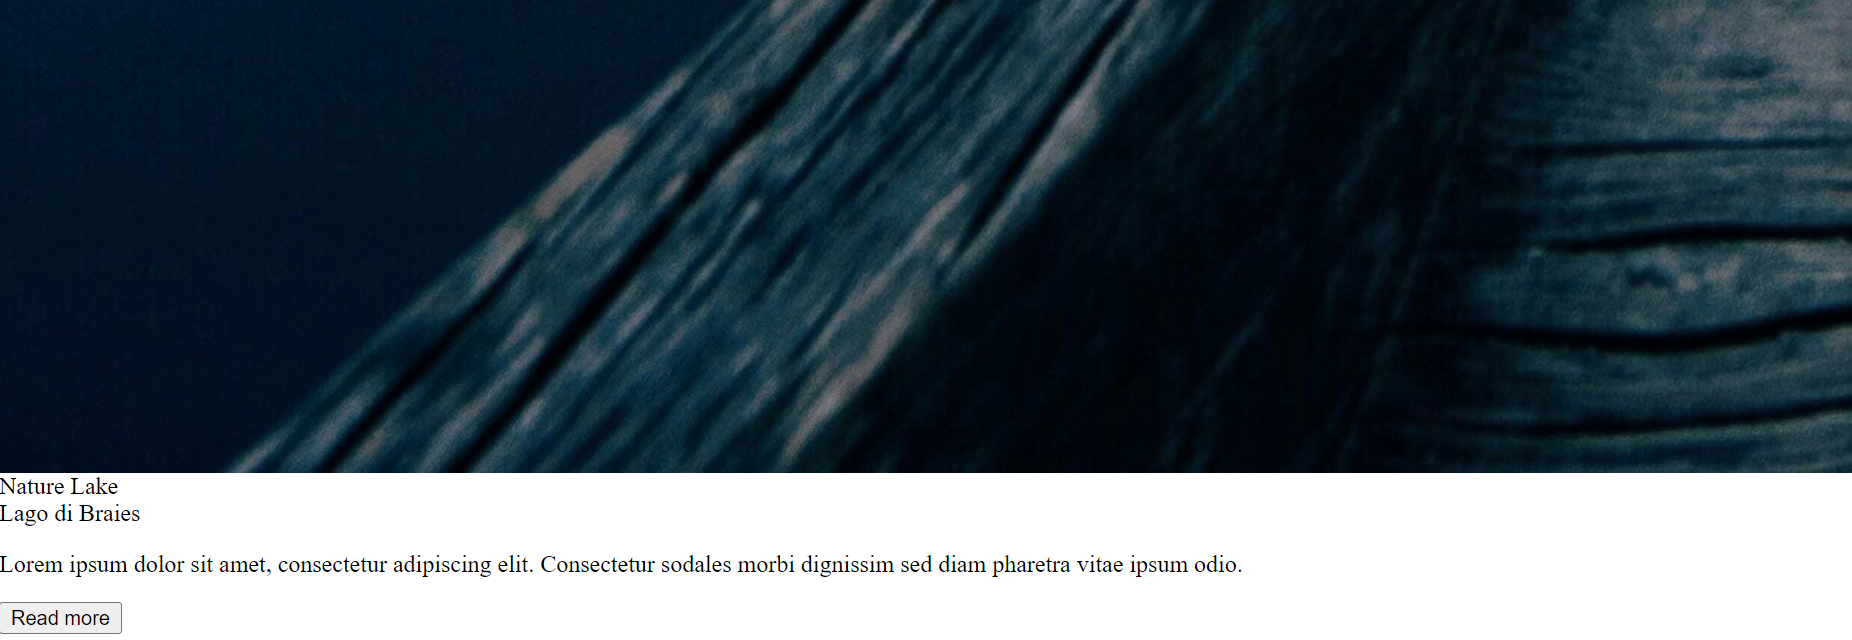 Nature Lake
Lago di Braies
Lorem ipsum dolor sit amet, consectetur adipiscing elit. Consectetur sodales morbi dignissim sed diam pharetra vitae ipsum odio.
Read more